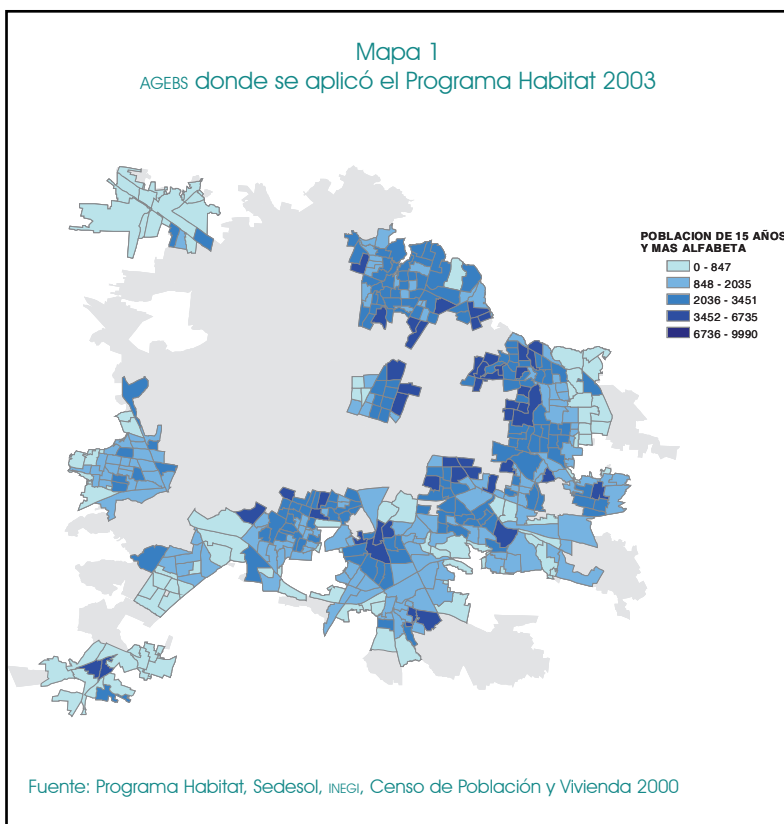 Mapa 1
AGEBS donde se aplicó el Programa Habitat 2003
POBLACION DE 15 AÑOS
Y MAS ALFABETA
0 - 847
848 - 2035
2036 - 3451
3452 - 6735
6736 - 9990
Fuente: Programa Habitat, Sedesol, INEGI, Censo de Población y Vivienda 2000